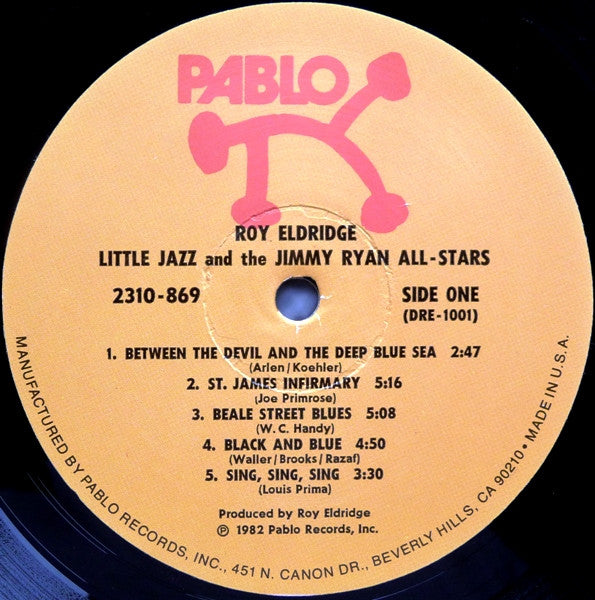 PABLO
ROY ELDRIDGE
LITTLE JAZZ and the JIMMY RYAN ALL-STARS
2310-869
SIDE ONE
(DRE-1001)
1. BETWEEN THE DEVIL AND THE DEEP BLUE SEA 2:47
(Arlen/Koehler)
2. ST. JAMES INFIRMARY 5:16
(Joe Primrose)
3. BEALE STREET BLUES 5:08
(W.C. Handy)
4. BLACK AND BLUE 4:50
(Waller/Brooks/Razaf)
5. SING, SING, SING 3:30
(Louis Prima)
Produced by Roy Eldridge
℗ 1982 Pablo Records, Inc.
MANUFACTURED BY PABLO RECORDS, INC., 451 N. CANON DR., BEVERLY HILLS, CA 90210 • MADE IN U.S.A.